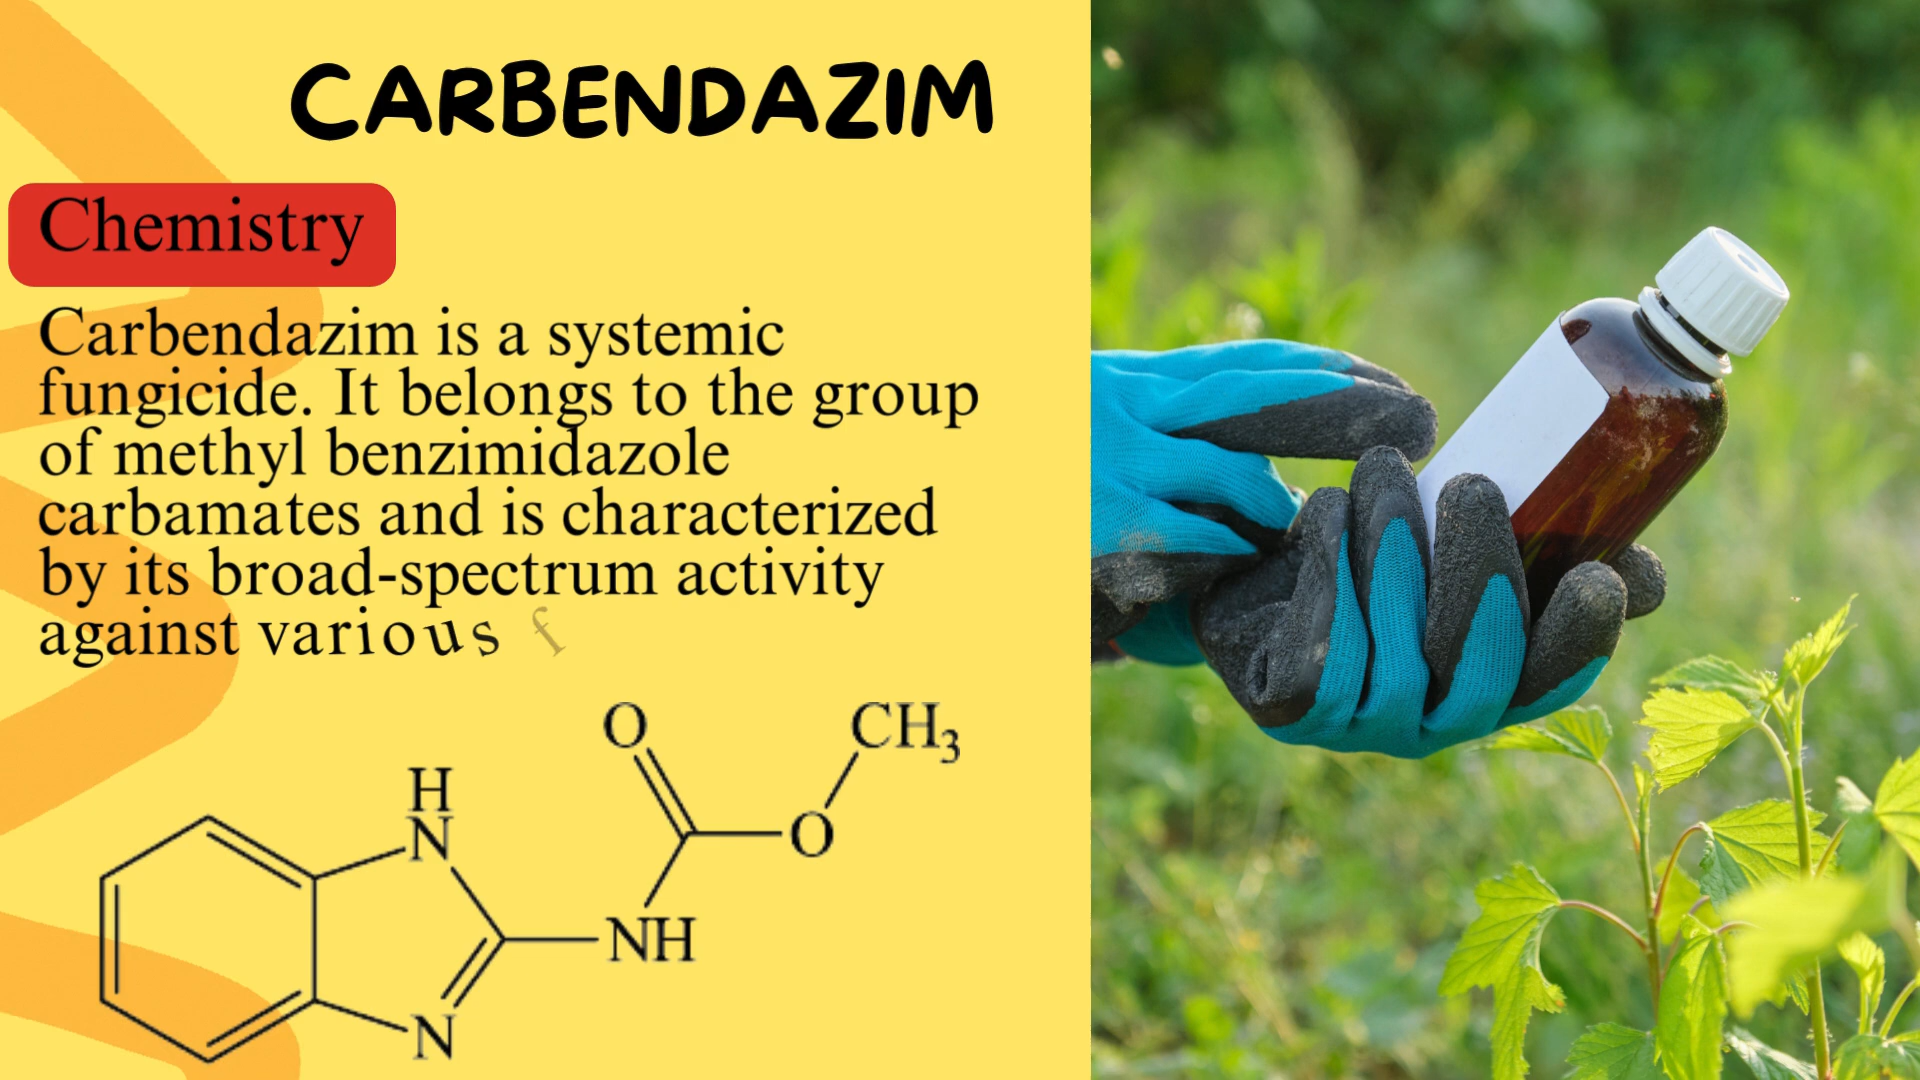 CARBENDAZIM
Chemistry
Carbendazim is a systemic
fungicide. It belongs to the group
of methyl benzimidazole
carbamates and is characterized
by its broad-spectrum activity
against various f
O
CH₃
H
N
O
NH
N